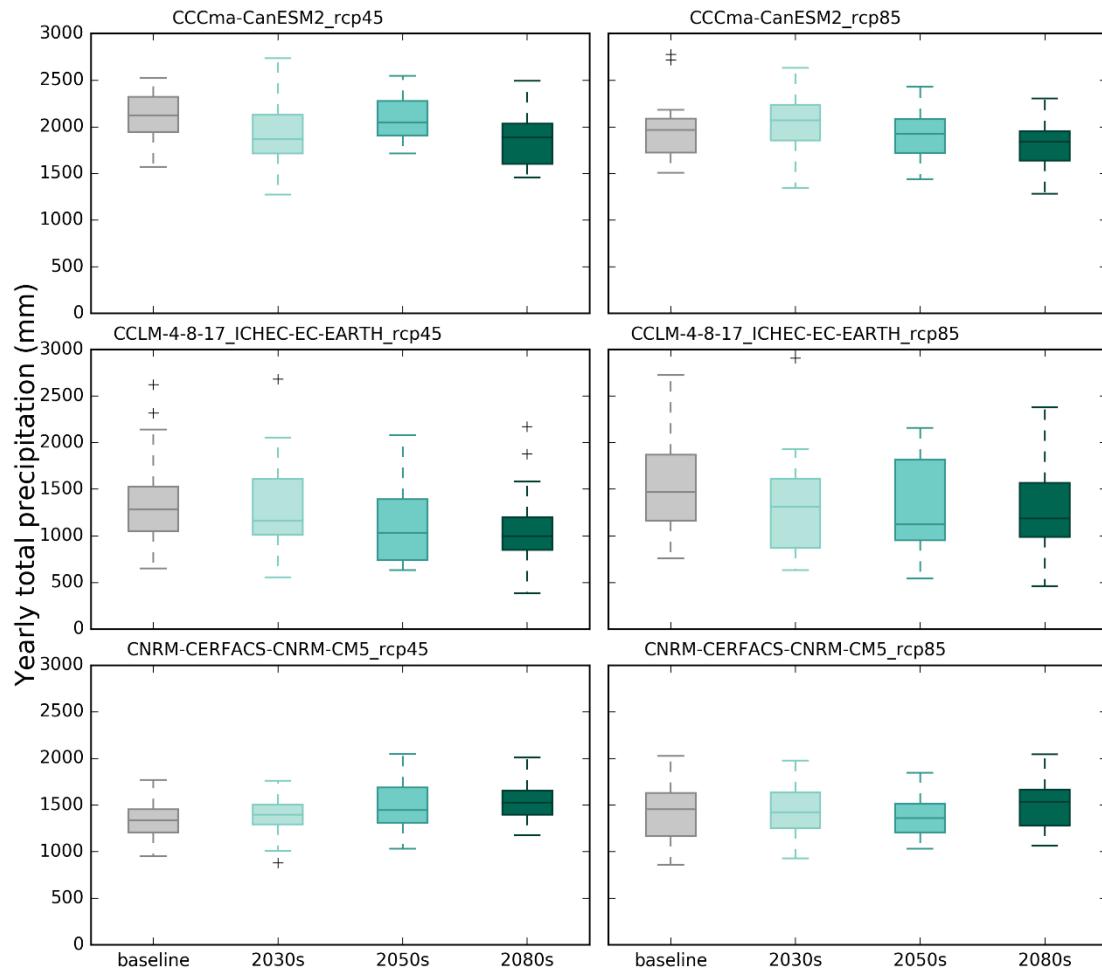 CCCma-CanESM2_rcp45
CCCma-CanESM2_rcp85
3000
2500
2000
1500
1000
500
0
CCLM-4-8-17_ICHEC-EC-EARTH_rcp45
CCLM-4-8-17_ICHEC-EC-EARTH_rcp85
3000
2500
2000
1500
1000
500
0
Yearly total precipitation (mm)
CNRM-CERFACS-CNRM-CM5_rcp45
CNRM-CERFACS-CNRM-CM5_rcp85
3000
2500
2000
1500
1000
500
0
baseline 2030s 2050s 2080s
baseline 2030s 2050s 2080s